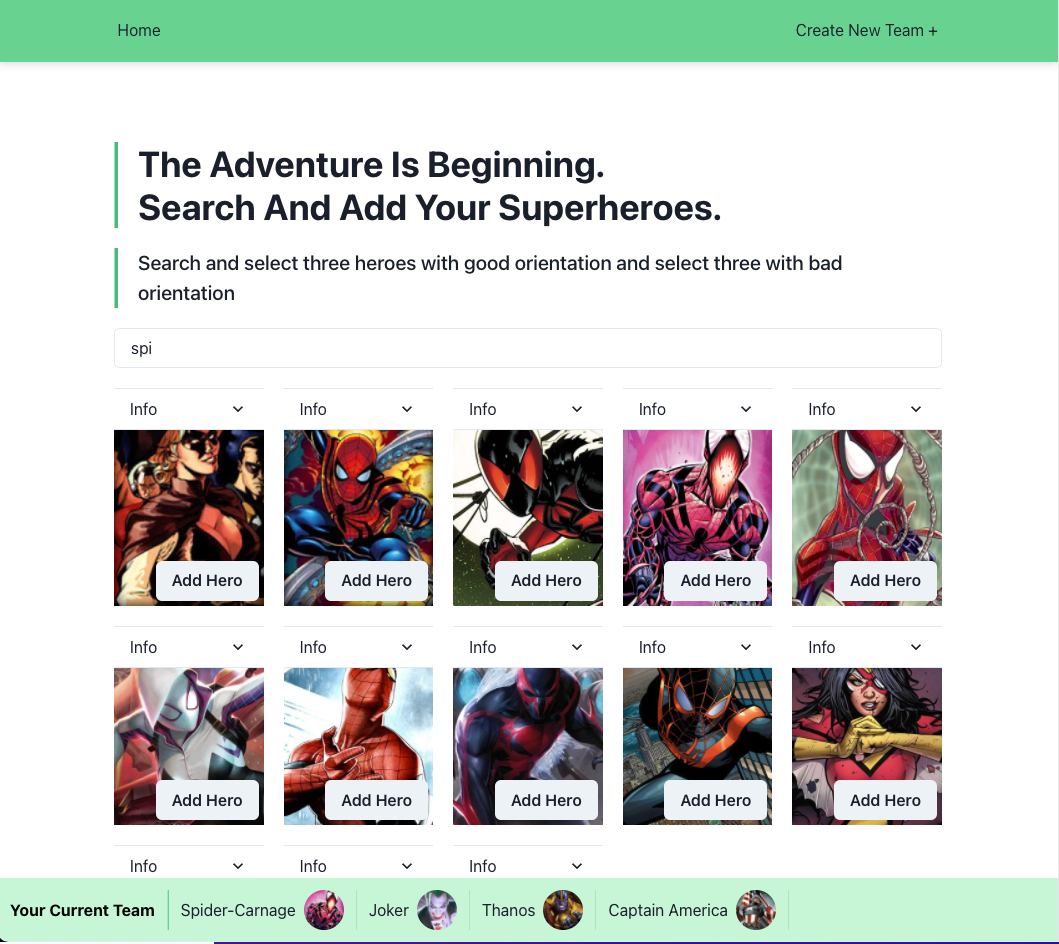 Home
Create New Team +
The Adventure Is Beginning.
Search And Add Your Superheroes.
Search and select three heroes with good orientation and select three with bad
orientation
spi
Info Info Info Info Info
Add Hero Add Hero Add Hero Add Hero Add Hero
Info Info Info Info Info
Add Hero Add Hero Add Hero Add Hero Add Hero
Info Info Info
Your Current Team Spider-Carnage Joker Thanos Captain America